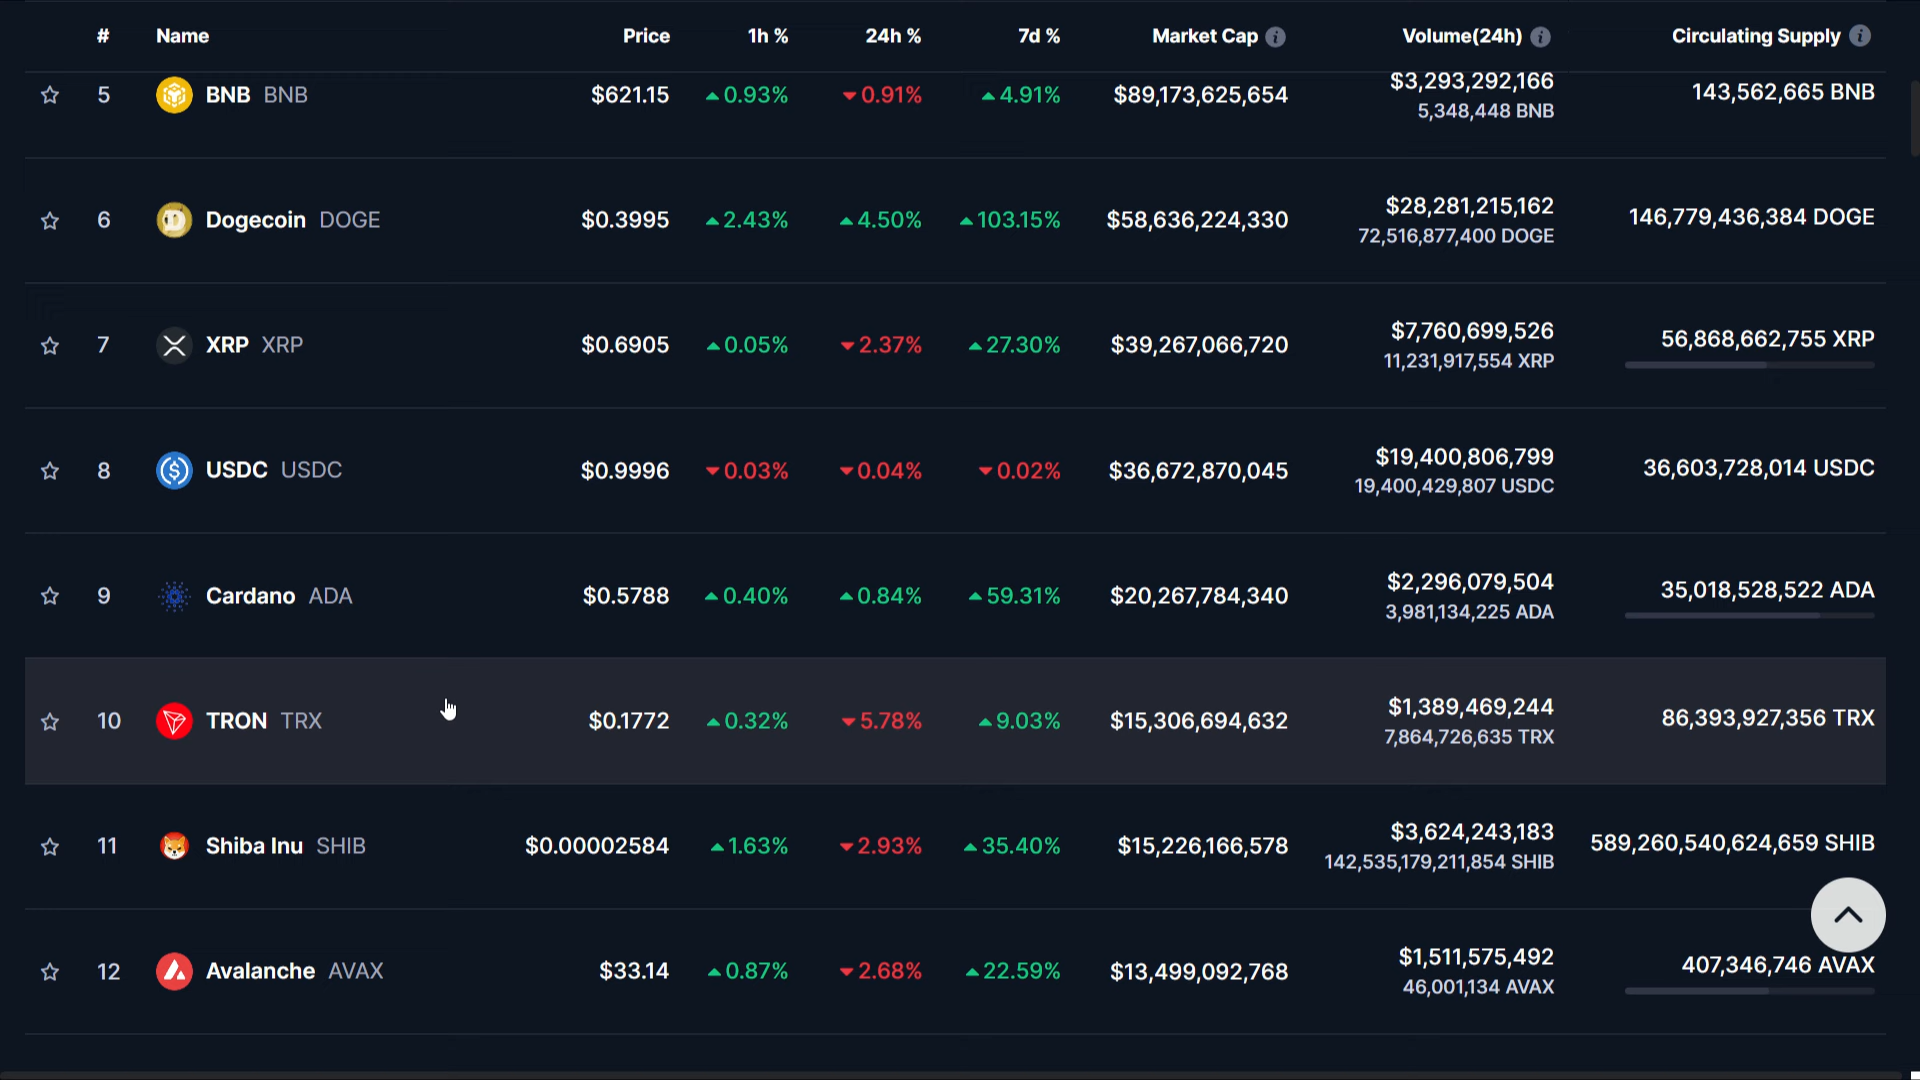 # Name Price 1h % 24h % 7d % Market Cap Volume(24h) Circulating Supply
5 BNB BNB $621.15 0.93% 0.91% 4.91% $89,173,625,654 $3,293,292,166 143,562,665 BNB
5,348,448 BNB
6 Dogecoin DOGE $0.3995 2.43% 4.50% 103.15% $58,636,224,330 $28,281,215,162 146,779,436,384 DOGE
72,516,877,400 DOGE
7 XRP XRP $0.6905 0.05% 2.37% 27.30% $39,267,066,720 $7,760,699,526 56,868,662,755 XRP
11,231,917,554 XRP
8 USDC USDC $0.9996 0.03% 0.04% 0.02% $36,672,870,045 $19,400,806,799 36,603,728,014 USDC
19,400,429,807 USDC
9 Cardano ADA $0.5788 0.40% 0.84% 59.31% $20,267,784,340 $2,296,079,504 35,018,528,522 ADA
3,981,134,225 ADA
10 TRON TRX $0.1772 0.32% 5.78% 9.03% $15,306,694,632 $1,389,469,244 86,393,927,356 TRX
7,864,726,635 TRX
11 Shiba Inu SHIB $0.00002584 1.63% 2.93% 35.40% $15,226,166,578 $3,624,243,183 589,260,540,624,659 SHIB
142,535,179,211,854 SHIB
12 Avalanche AVAX $33.14 0.87% 2.68% 22.59% $13,499,092,768 $1,511,575,492 407,346,746 AVAX
46,001,134 AVAX